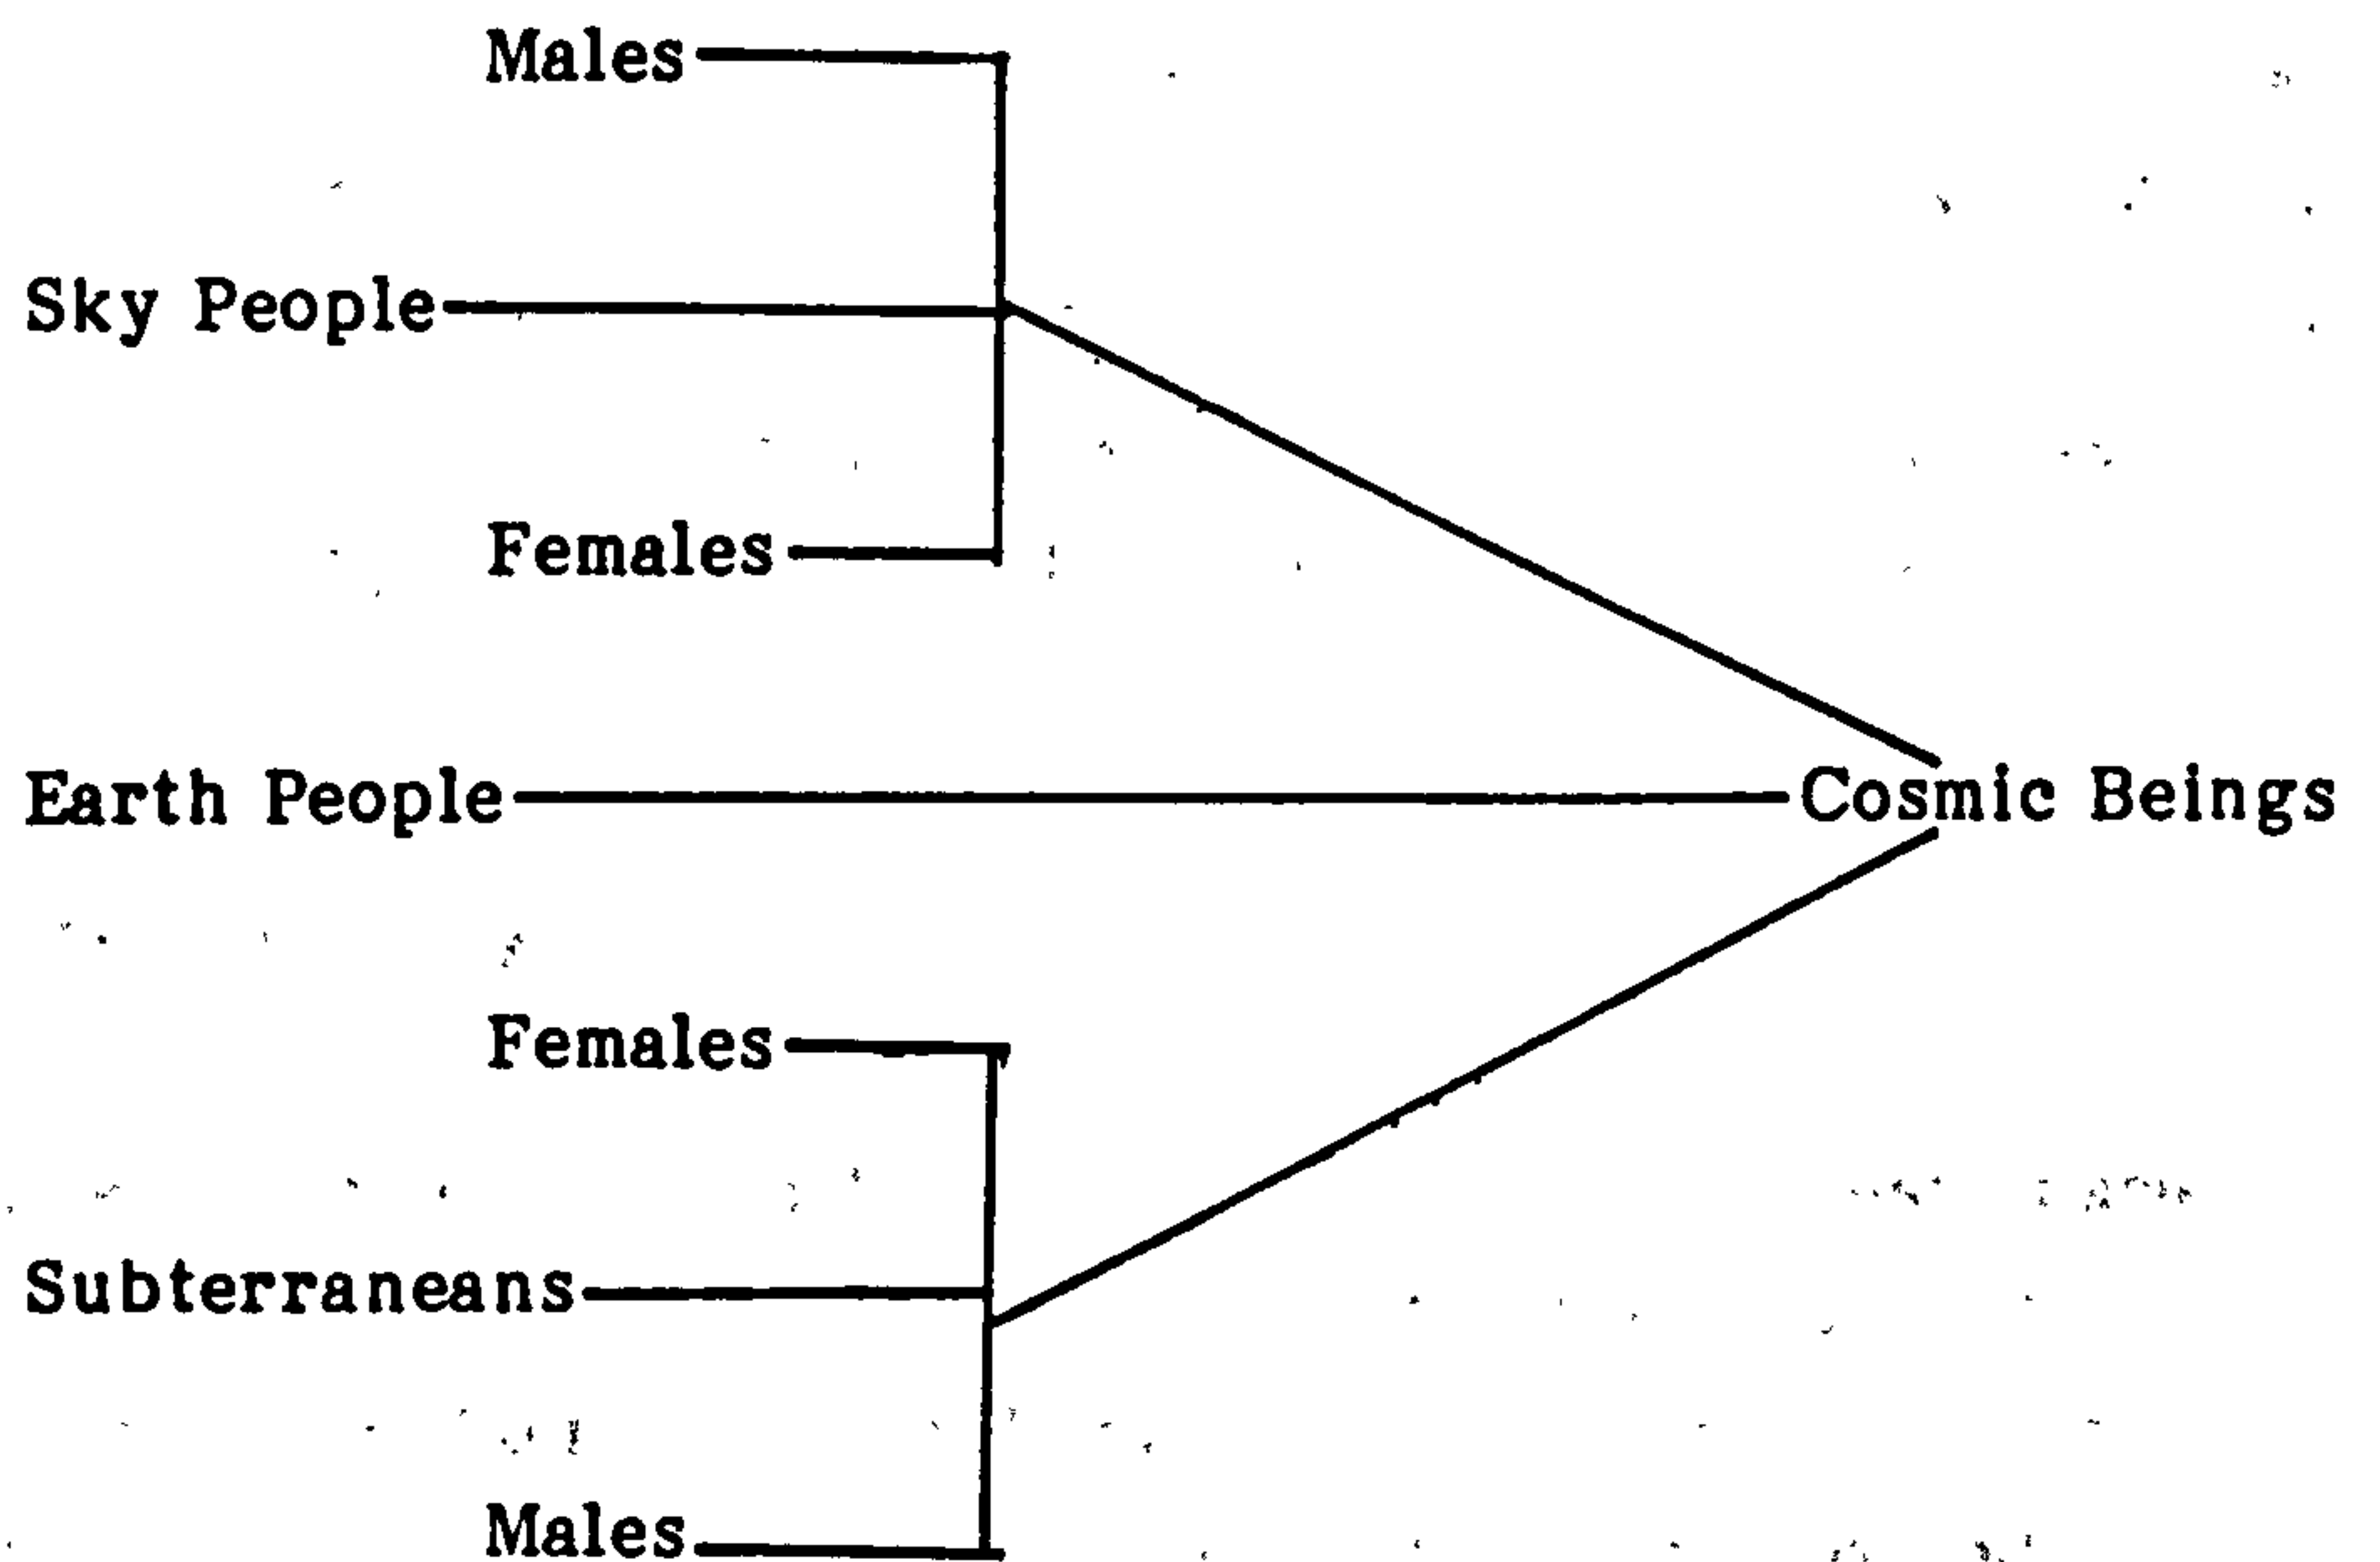 Males
Sky People
Females
Earth People
Cosmic Beings
Females
Subterraneans
Males